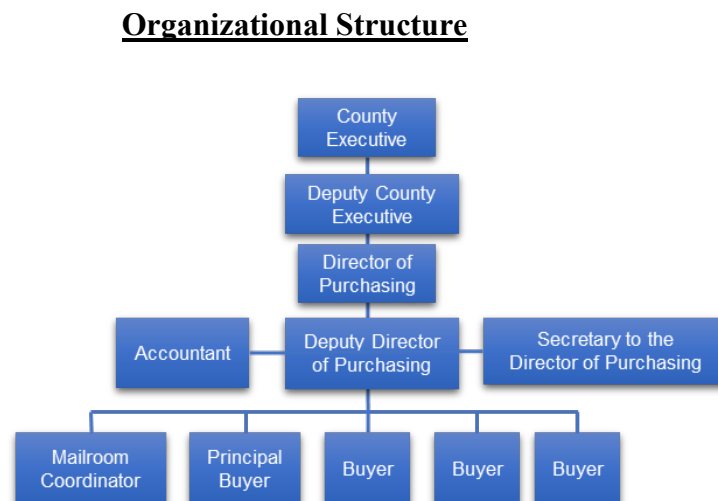 Organizational Structure
County
Executive
Deputy County
Executive
Director of
Purchasing
Accountant
Deputy Director
of Purchasing
Secretary to the
Director of Purchasing
Mailroom
Coordinator
Principal
Buyer
Buyer
Buyer
Buyer